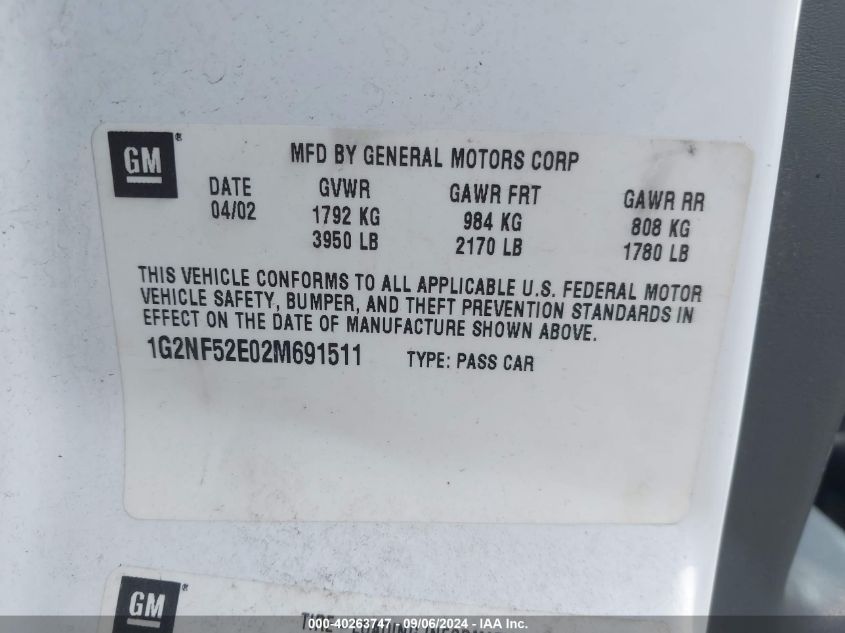 GM ®
MFD BY GENERAL MOTORS CORP
DATE GVWR GAWR FRT GAWR RR
04/02 1792 KG 984 KG 808 KG
3950 LB 2170 LB 1780 LB
THIS VEHICLE CONFORMS TO ALL APPLICABLE U.S. FEDERAL MOTOR
VEHICLE SAFETY, BUMPER, AND THEFT PREVENTION STANDARDS IN
EFFECT ON THE DATE OF MANUFACTURE SHOWN ABOVE.
1G2NF52E02M691511 TYPE: PASS CAR
GM ®
TIRE - LOADING
000-40263747 - 09/06/2024 - IAA Inc.